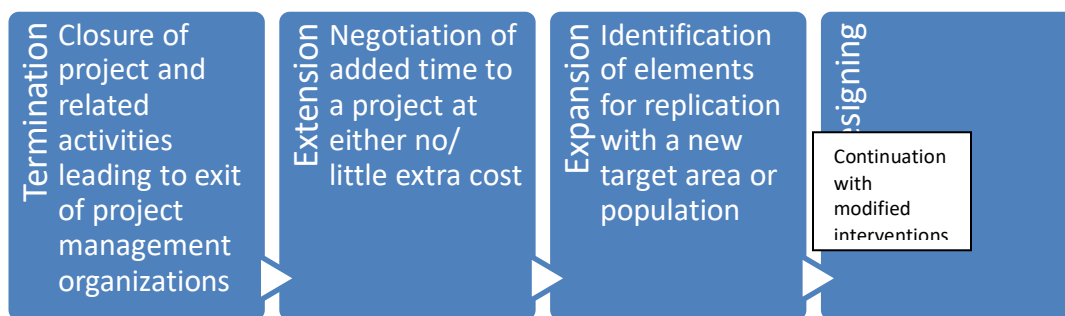 Termination
Closure of
project and
related
activities
leading to exit
of project
management
organizations
Extension
Negotiation of
added time to
a project at
either no/
little extra cost
Expansion
Identification
of elements
for replication
with a new
target area or
population
esigning
Continuation
with
modified
interventions